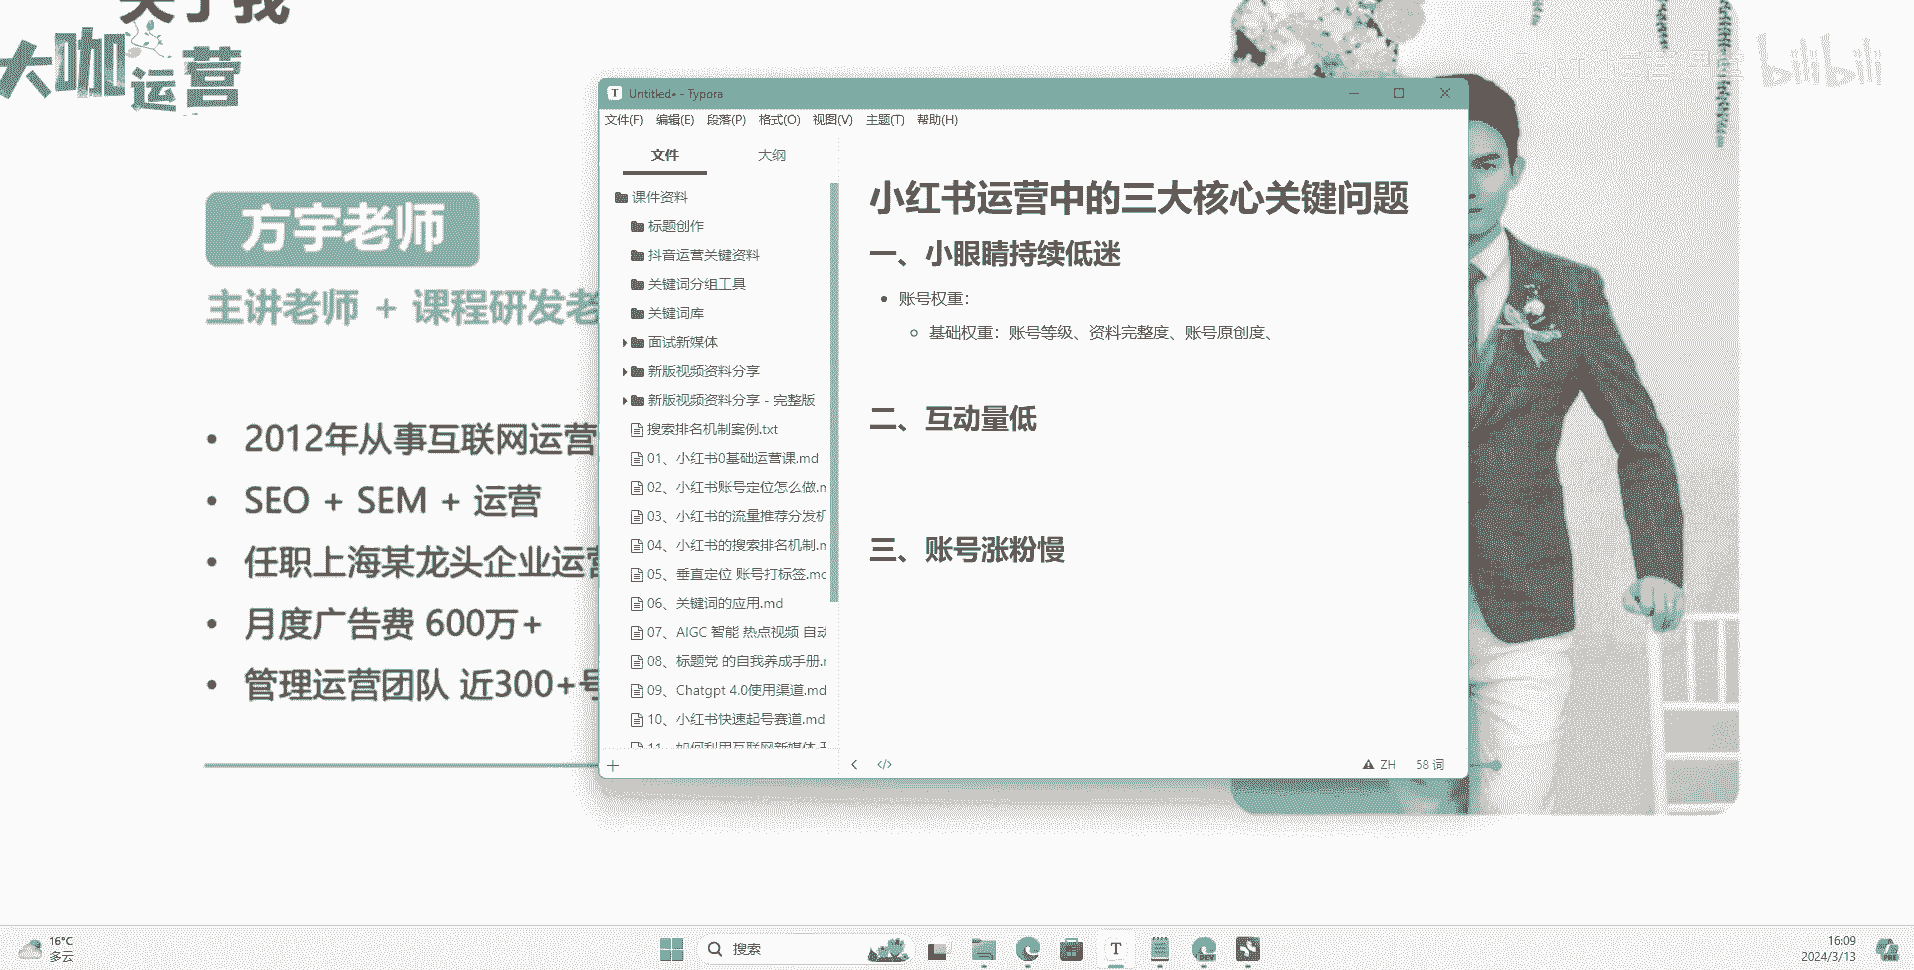 大咖运营
bilibili
方宇老师
主讲老师 + 课程研发老
• 2012年从事互联网运营
• SEO + SEM + 运营
• 任职上海某龙头企业运营
• 月度广告费 600万+
• 管理运营团队 近300+号
Untitled• - Typora
文件(F) 编辑(E) 段落(P) 格式(O) 视图(V) 主题(T) 帮助(H)
文件 大纲
课件资料
标题创作
抖音运营关键资料
关键词分组工具
关键词库
面试新媒体
新版视频资料分享
新版视频资料分享 - 完整版
搜索排名机制案例.txt
01、小红书0基础运营课.md
02、小红书账号定位怎么做.m
03、小红书的流量推荐分发机
04、小红书的搜索排名机制.m
05、垂直定位 账号打标签.md
06、关键词的应用.md
07、AIGC 智能 热点视频 自动
08、标题党 的自我养成手册.m
09、Chatgpt 4.0使用渠道.md
10、小红书快速起号赛道.md
11、如何利用互联网新媒体
小红书运营中的三大核心关键问题
一、小眼睛持续低迷
• 账号权重：
○ 基础权重：账号等级、资料完整度、账号原创度、
二、互动量低
三、账号涨粉慢
ZH 58 词
16°C
多云
搜索
DEV
16:09
2024/3/13
PRE